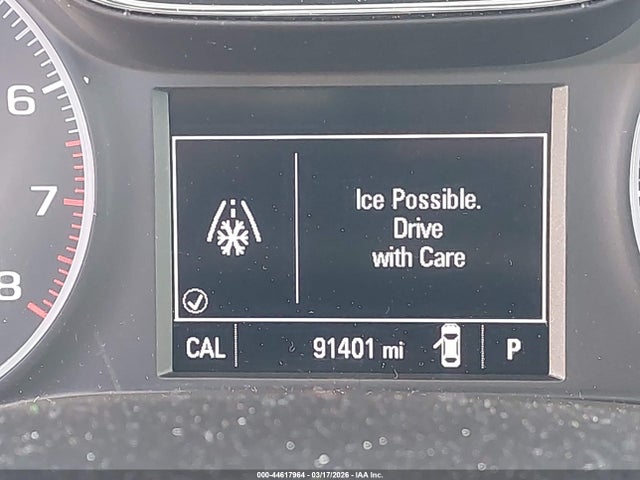 6
7
8
Ice Possible.
Drive
with Care
CAL 91401 mi P
000-44617964 | 03/17/2026 - IAA Inc.